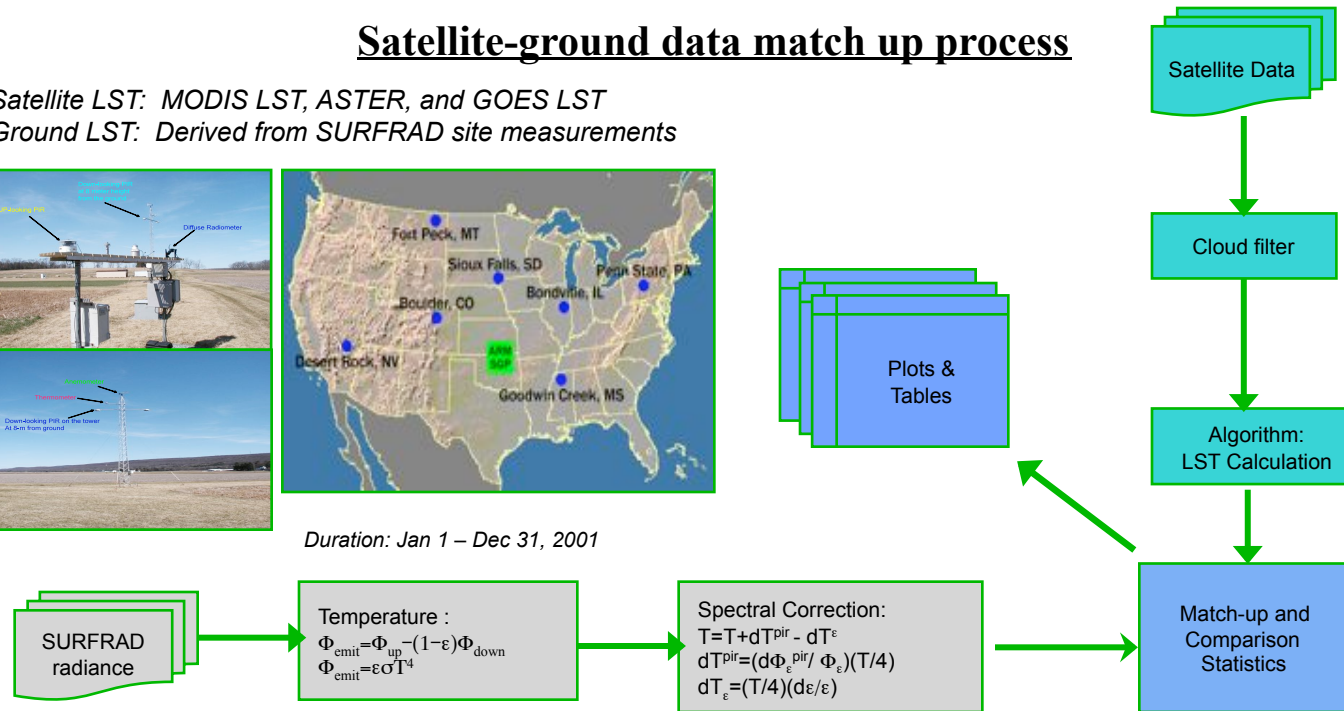 Satellite-ground data match up process
Satellite LST: MODIS LST, ASTER, and GOES LST
Ground LST: Derived from SURFRAD site measurements
Diffuse Radiometer
Thermometer
Down-looking PIR on the tower
At 8-m from ground
Fort Peck, MT
Sioux Falls, SD
Penn State, PA
Boulder, CO
Bondville, IL
Desert Rock, NV
ARM
SGP
Goodwin Creek, MS
Duration: Jan 1 – Dec 31, 2001
Satellite Data
Cloud filter
Algorithm:
LST Calculation
Plots &
Tables
SURFRAD
radiance
Temperature :
Φemit=Φup−(1−ε)Φdown
Φemit=εσT⁴
Spectral Correction:
T=T+dTᵖⁱʳ - dTᵋ
dTᵖⁱʳ=(dΦεᵖⁱʳ/ Φε)(T/4)
dTε=(T/4)(dε/ε)
Match-up and
Comparison
Statistics